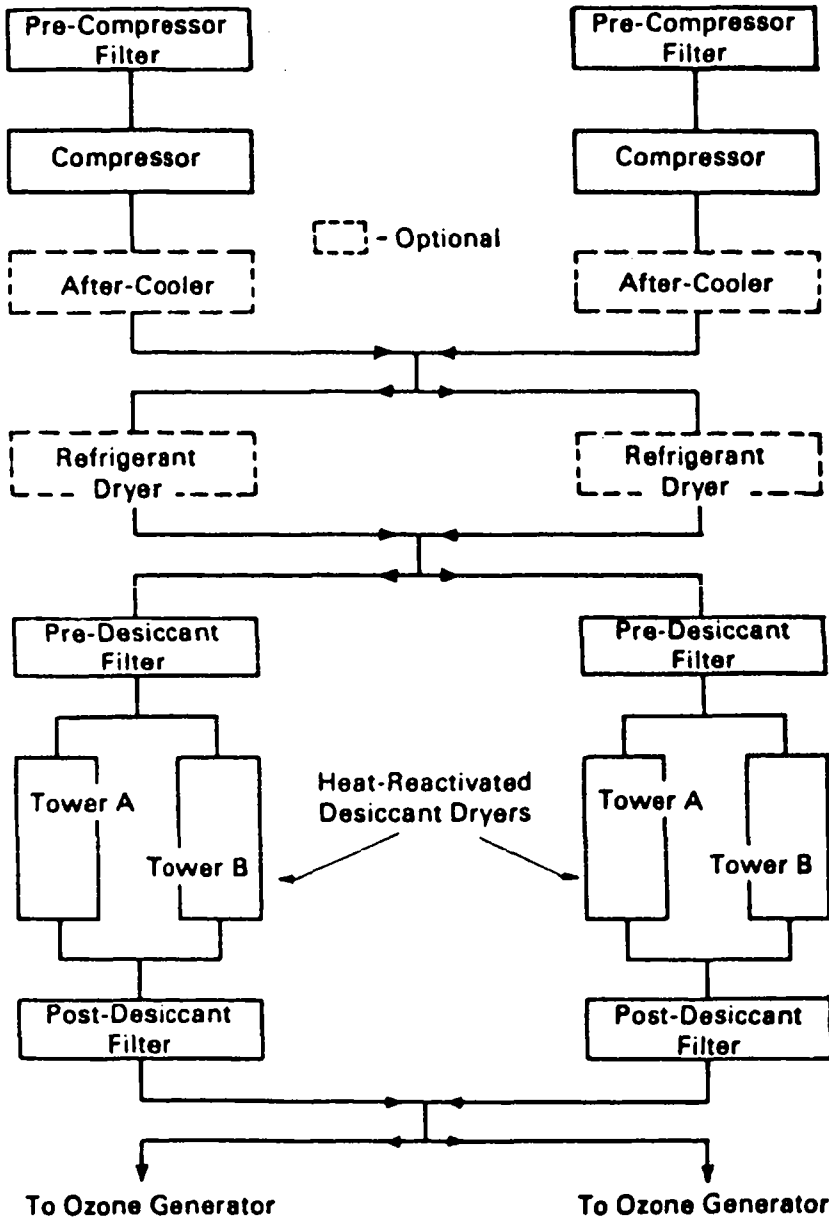 Pre-Compressor
Filter
Pre-Compressor
Filter
Compressor
Compressor
- Optional
After-Cooler
After-Cooler
Refrigerant
Dryer
Refrigerant
Dryer
Pre-Desiccant
Filter
Pre-Desiccant
Filter
Tower A
Tower B
Heat-Reactivated
Desiccant Dryers
Tower A
Tower B
Post-Desiccant
Filter
Post-Desiccant
Filter
To Ozone Generator
To Ozone Generator